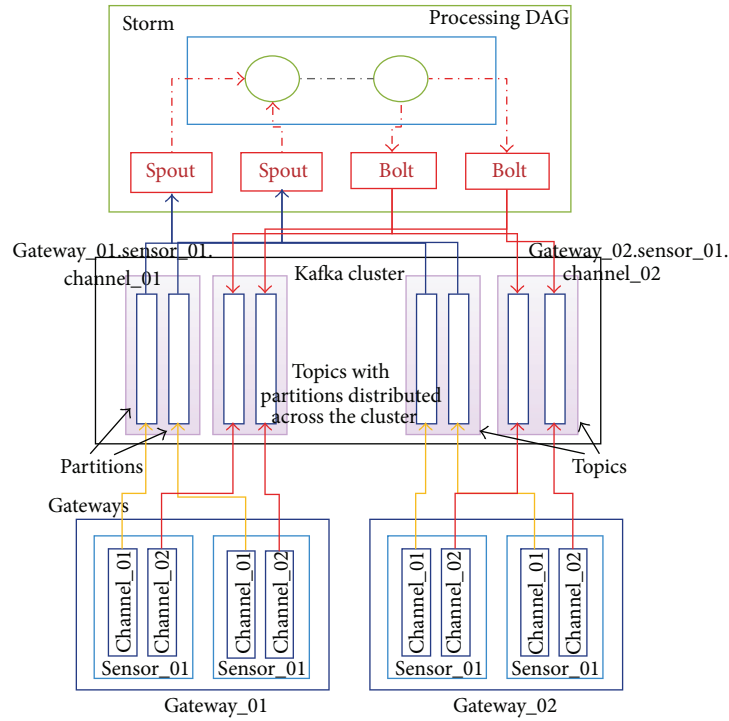 Processing DAG
Storm
Spout
Spout
Bolt
Bolt
Gateway_01.sensor_01.
channel_01
Gateway_02.sensor_01.
channel_02
Kafka cluster
Topics with
partitions distributed
across the cluster
Partitions
Topics
Gateways
Channel_01
Channel_02
Channel_01
Channel_02
Channel_01
Channel_02
Channel_01
Channel_02
Sensor_01
Sensor_01
Sensor_01
Sensor_01
Gateway_01
Gateway_02